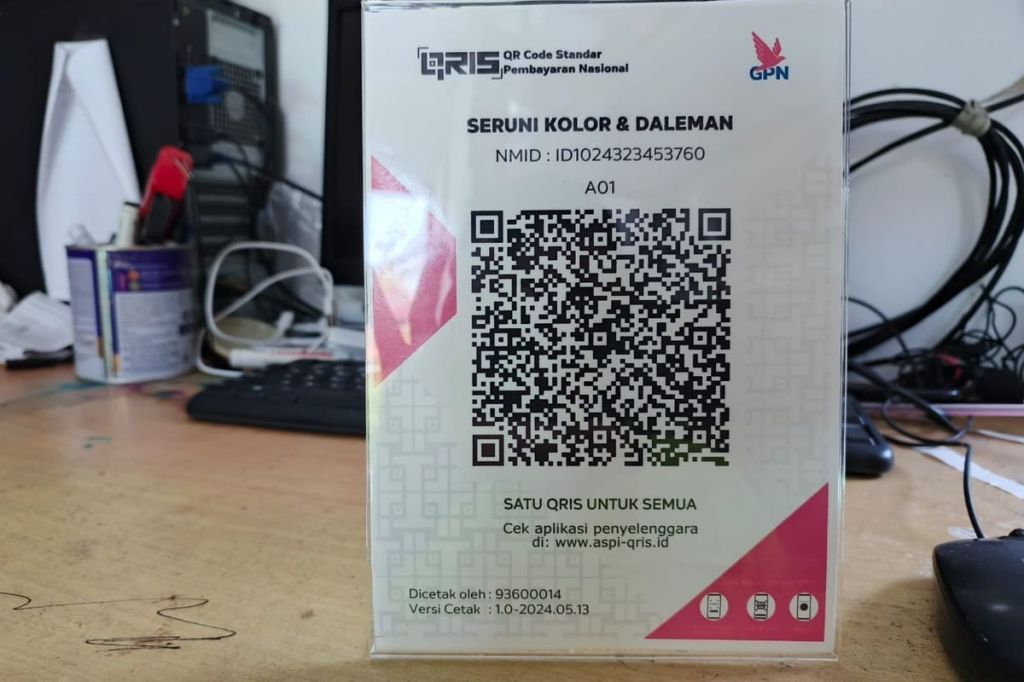 QRIS QR Code Standar
Pembayaran Nasional
GPN
SERUNI KOLOR & DALEMAN
NMID : ID1024323453760
A01
SATU QRIS UNTUK SEMUA
Cek aplikasi penyelenggara
di: www.aspi-qris.id
Dicetak oleh : 93600014
Versi Cetak : 1.0-2024.05.13